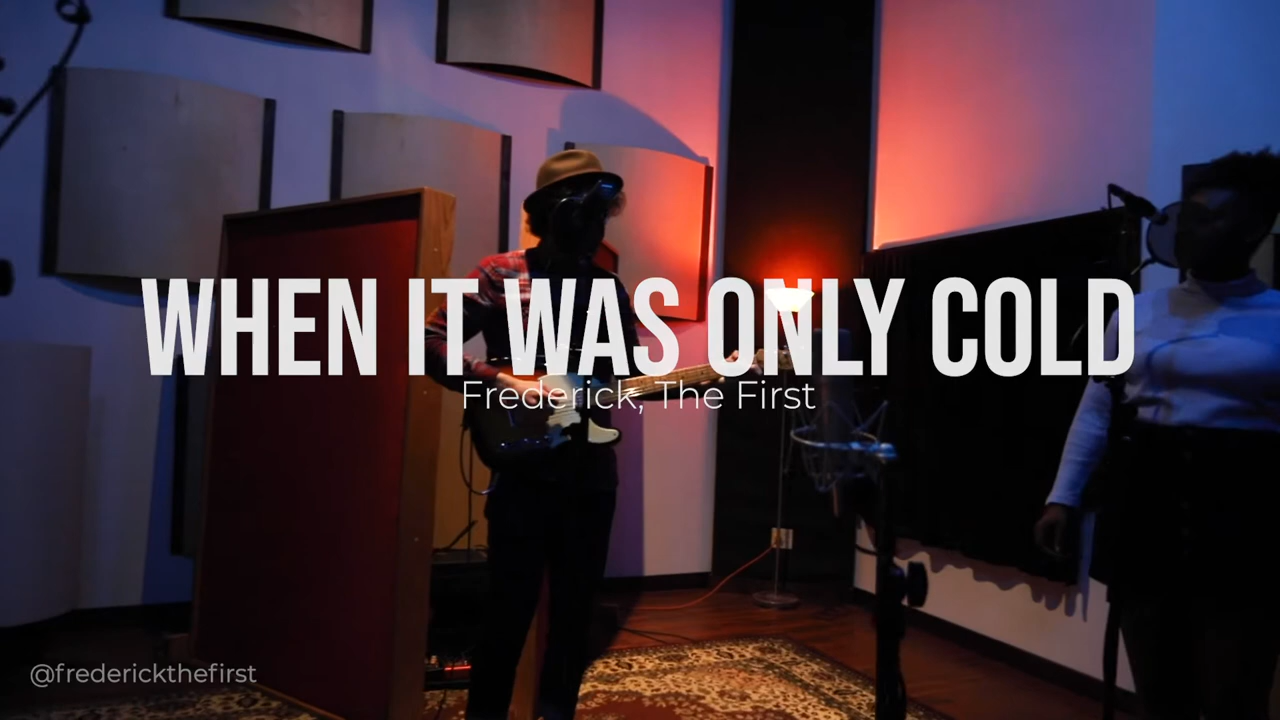 WHEN IT WAS ONLY COLD
Frederick, The First
@frederickthefirst